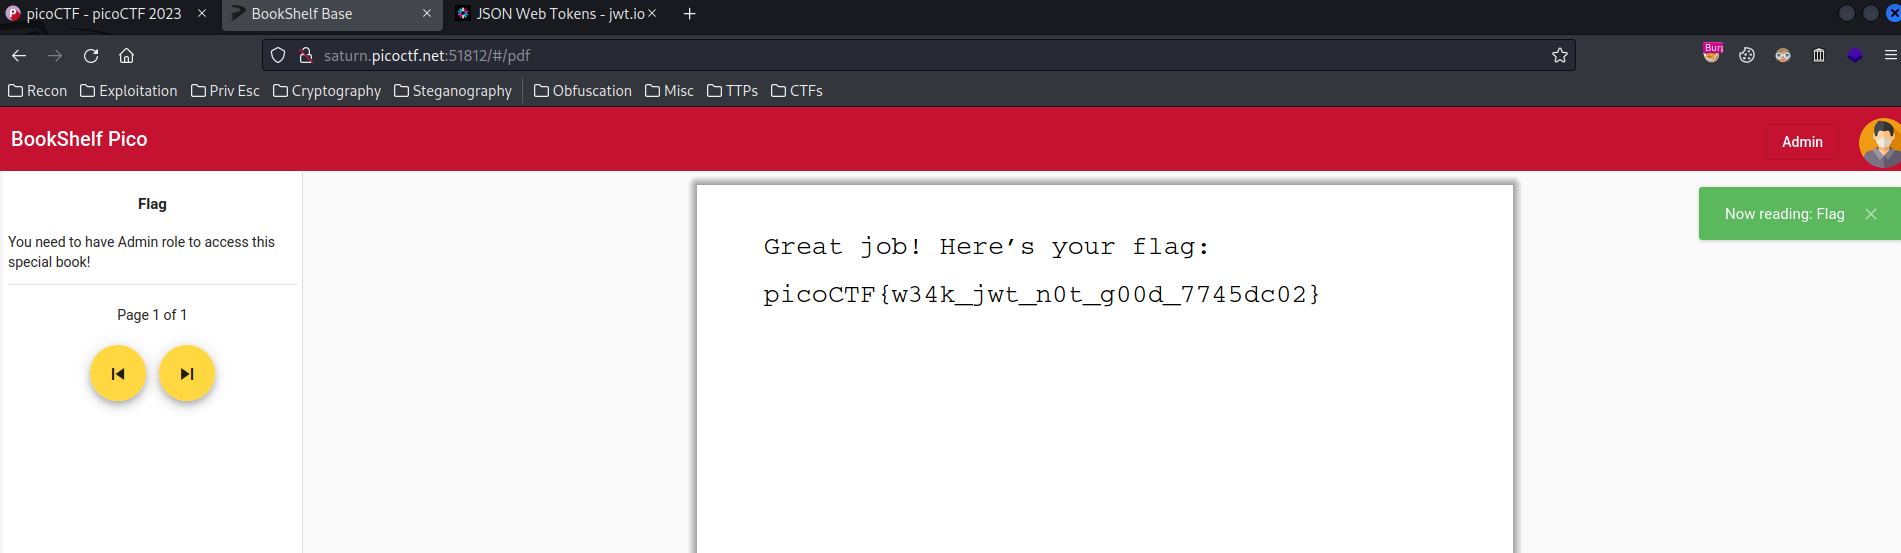 picoCTF - picoCTF 2023
BookShelf Base
JSON Web Tokens - jwt.io
saturn.picoctf.net:51812/#/pdf
Recon
Exploitation
Priv Esc
Cryptography
Steganography
Obfuscation
Misc
TTPs
CTFs
BookShelf Pico
Admin
Flag
You need to have Admin role to access this
special book!
Page 1 of 1
Great job! Here’s your flag:
picoCTF{w34k_jwt_n0t_g00d_7745dc02}
Now reading: Flag